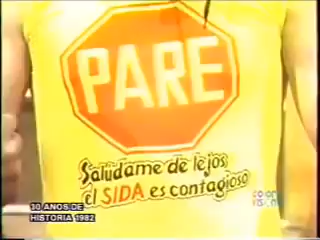 PARE
Salúdame de lejos,
el SIDA es contagioso
30 AÑOS DE
HISTORIA 1982